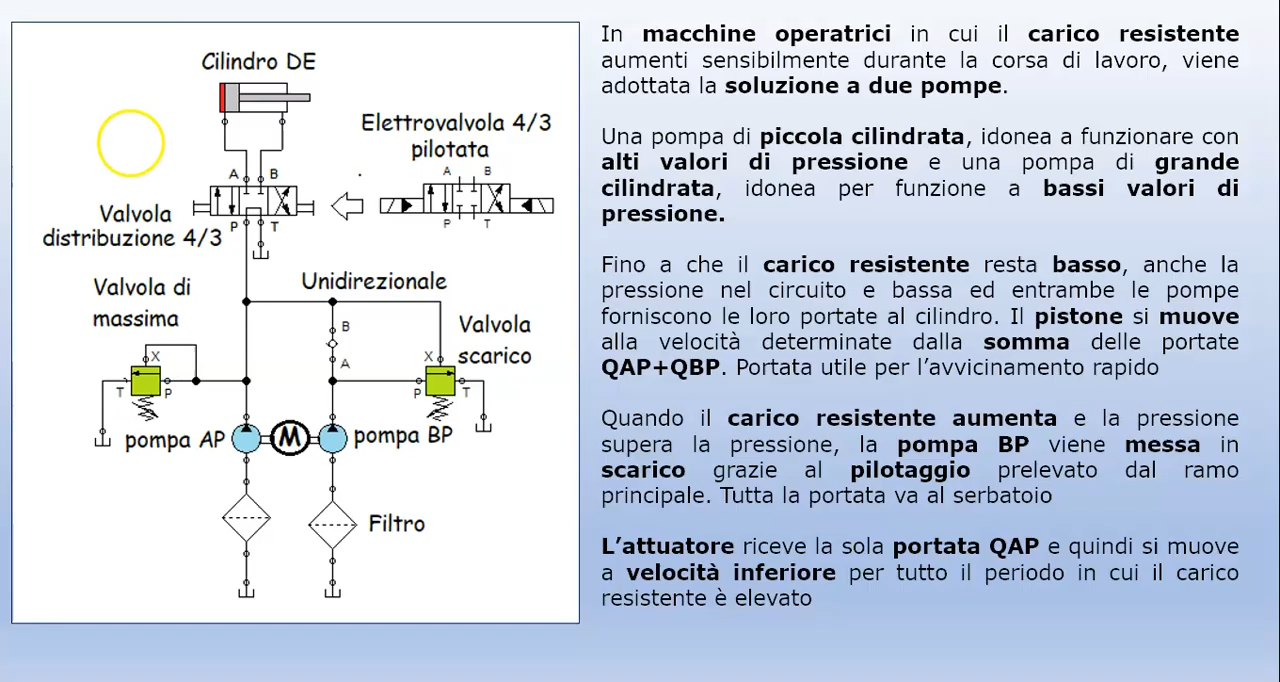 Cilindro DE
Elettrovalvola 4/3
pilotata
A B
A B
P T
P T
Valvola
distribuzione 4/3
Unidirezionale
Valvola di
massima
B
Valvola
scarico
X
A
X
T P
P T
pompa AP
M
pompa BP
Filtro
In macchine operatrici in cui il carico resistente
aumenti sensibilmente durante la corsa di lavoro, viene
adottata la soluzione a due pompe.
Una pompa di piccola cilindrata, idonea a funzionare con
alti valori di pressione e una pompa di grande
cilindrata, idonea per funzione a bassi valori di
pressione.
Fino a che il carico resistente resta basso, anche la
pressione nel circuito e bassa ed entrambe le pompe
forniscono le loro portate al cilindro. Il pistone si muove
alla velocità determinate dalla somma delle portate
QAP+QBP. Portata utile per l’avvicinamento rapido
Quando il carico resistente aumenta e la pressione
supera la pressione, la pompa BP viene messa in
scarico grazie al pilotaggio prelevato dal ramo
principale. Tutta la portata va al serbatoio
L’attuatore riceve la sola portata QAP e quindi si muove
a velocità inferiore per tutto il periodo in cui il carico
resistente è elevato